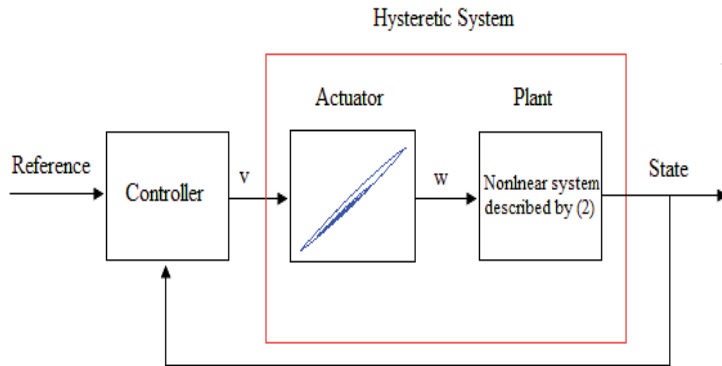 Hysteretic System
Actuator
Plant
Reference
Controller
v
w
Nonlnear system
described by (2)
State